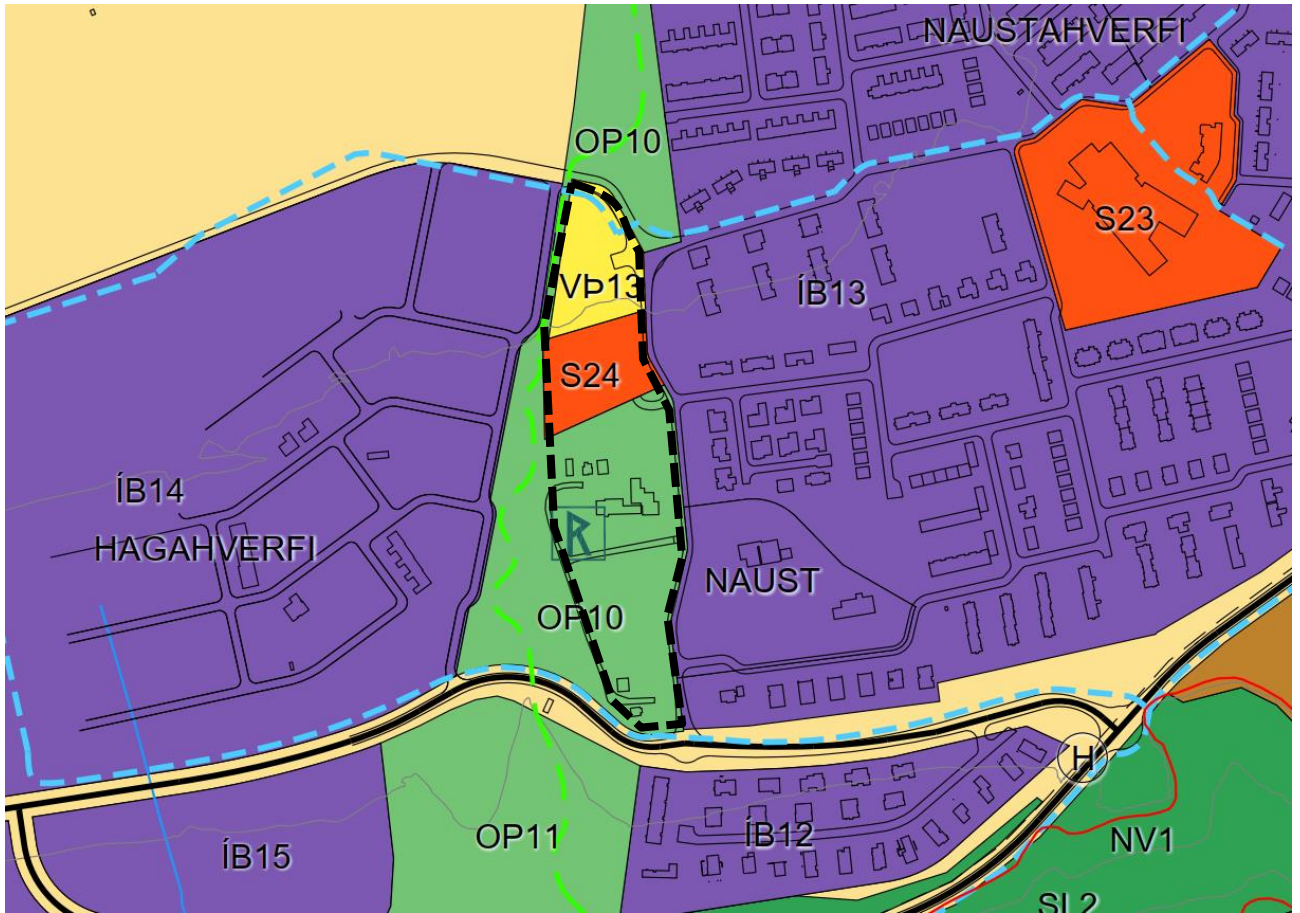 NAUSTAHVERFI
OP10
S23
VÞ13
ÍB13
S24
ÍB14
HAGAHVERFI
R
NAUST
OP10
H
OP11
ÍB12
NV1
ÍB15
SL2